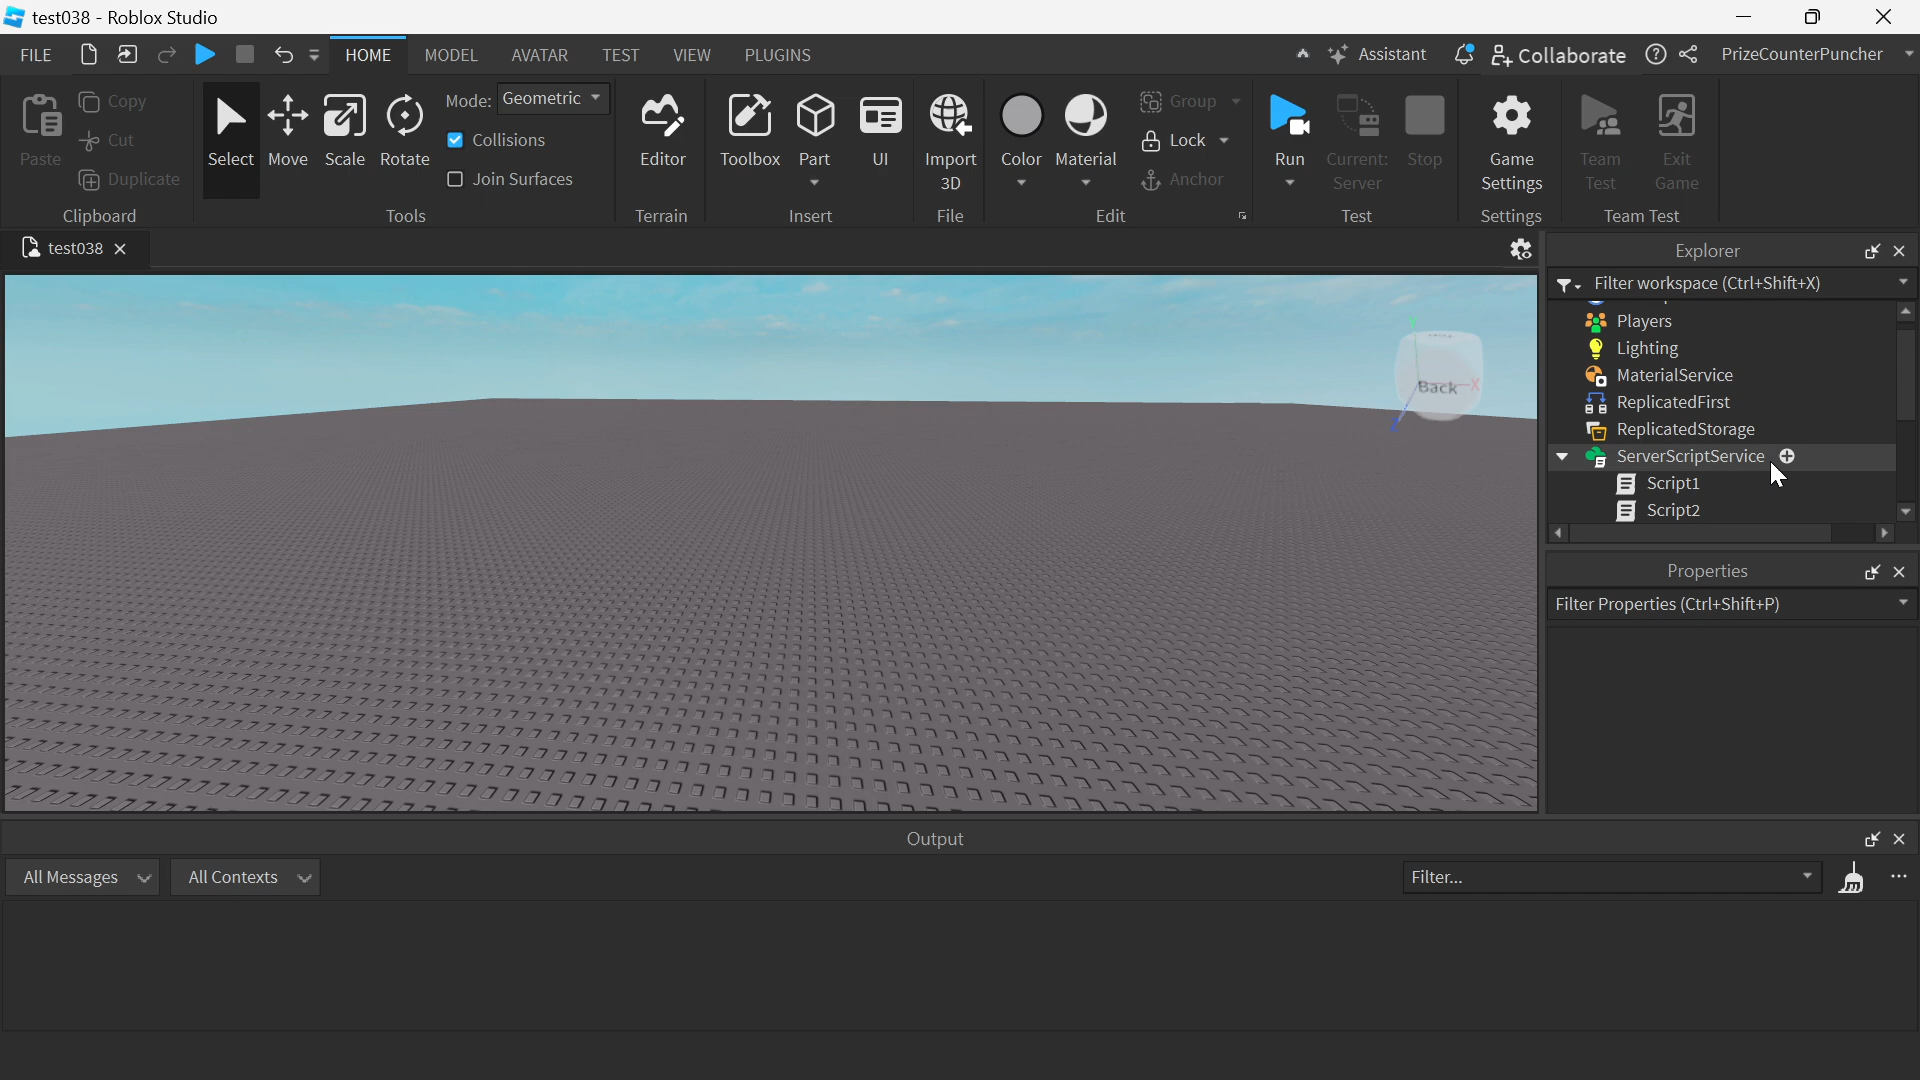 test038 - Roblox Studio
FILE HOME MODEL AVATAR TEST VIEW PLUGINS Assistant Collaborate PrizeCounterPuncher
Paste
Copy
Cut
Duplicate
Clipboard
Select
Move
Scale
Rotate
Mode: Geometric
Collisions
Join Surfaces
Tools
Editor
Terrain
Toolbox
Part
UI
Insert
Import
3D
File
Color
Material
Group
Lock
Anchor
Edit
Run
Current:
Server
Stop
Test
Game
Settings
Settings
Team
Test
Exit
Game
Team Test
test038
Back
X
Y
Z
Explorer
Filter workspace (Ctrl+Shift+X)
Players
Lighting
MaterialService
ReplicatedFirst
ReplicatedStorage
ServerScriptService
Script1
Script2
Properties
Filter Properties (Ctrl+Shift+P)
Output
All Messages
All Contexts
Filter...